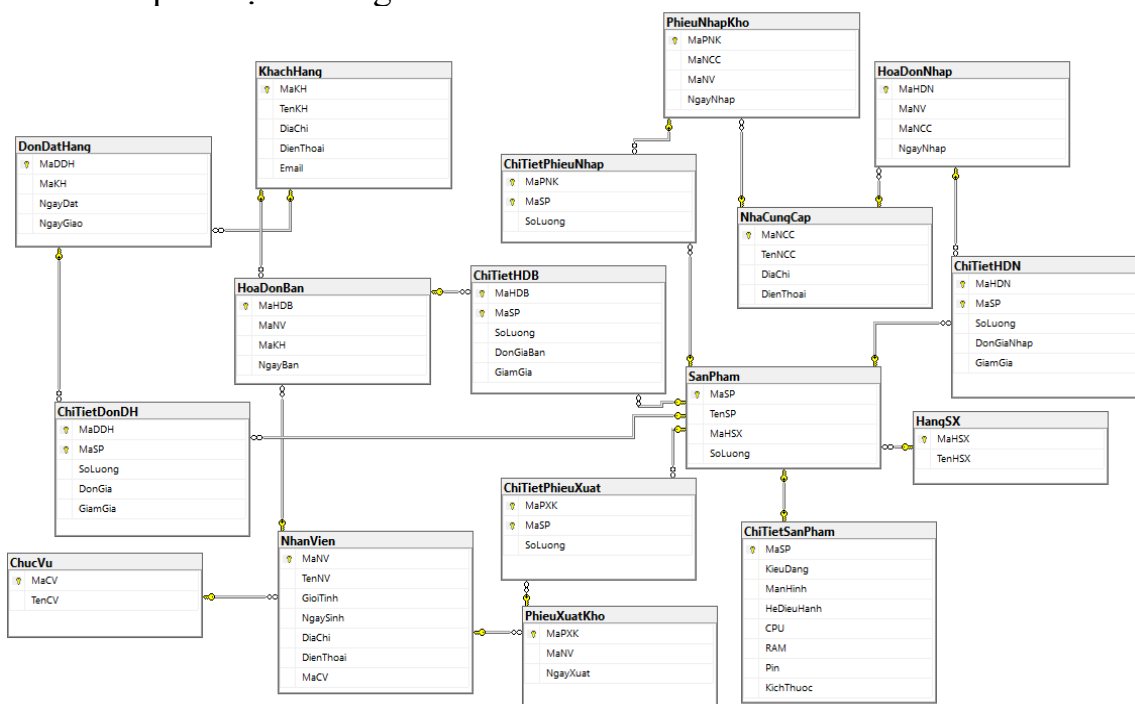 PhieuNhapKho
MaPNK
MaNCC
MaNV
NgayNhap
KhachHang
MaKH
TenKH
DiaChi
DienThoai
Email
HoaDonNhap
MaHDN
MaNV
MaNCC
NgayNhap
DonDatHang
MaDDH
MaKH
NgayDat
NgayGiao
ChiTietPhieuNhap
MaPNK
MaSP
SoLuong
NhaCungCap
MaNCC
TenNCC
DiaChi
DienThoai
ChiTietHDN
MaHDN
MaSP
SoLuong
DonGiaNhap
GiamGia
HoaDonBan
MaHDB
MaNV
MaKH
NgayBan
ChiTietHDB
MaHDB
MaSP
SoLuong
DonGiaBan
GiamGia
SanPham
MaSP
TenSP
MaHSX
SoLuong
ChiTietDonDH
MaDDH
MaSP
SoLuong
DonGia
GiamGia
HangSX
MaHSX
TenHSX
ChiTietPhieuXuat
MaPXK
MaSP
SoLuong
ChiTietSanPham
MaSP
KieuDang
ManHinh
HeDieuHanh
CPU
RAM
Pin
KichThuoc
NhanVien
MaNV
TenNV
GioiTinh
NgaySinh
DiaChi
DienThoai
MaCV
ChucVu
MaCV
TenCV
PhieuXuatKho
MaPXK
MaNV
NgayXuat